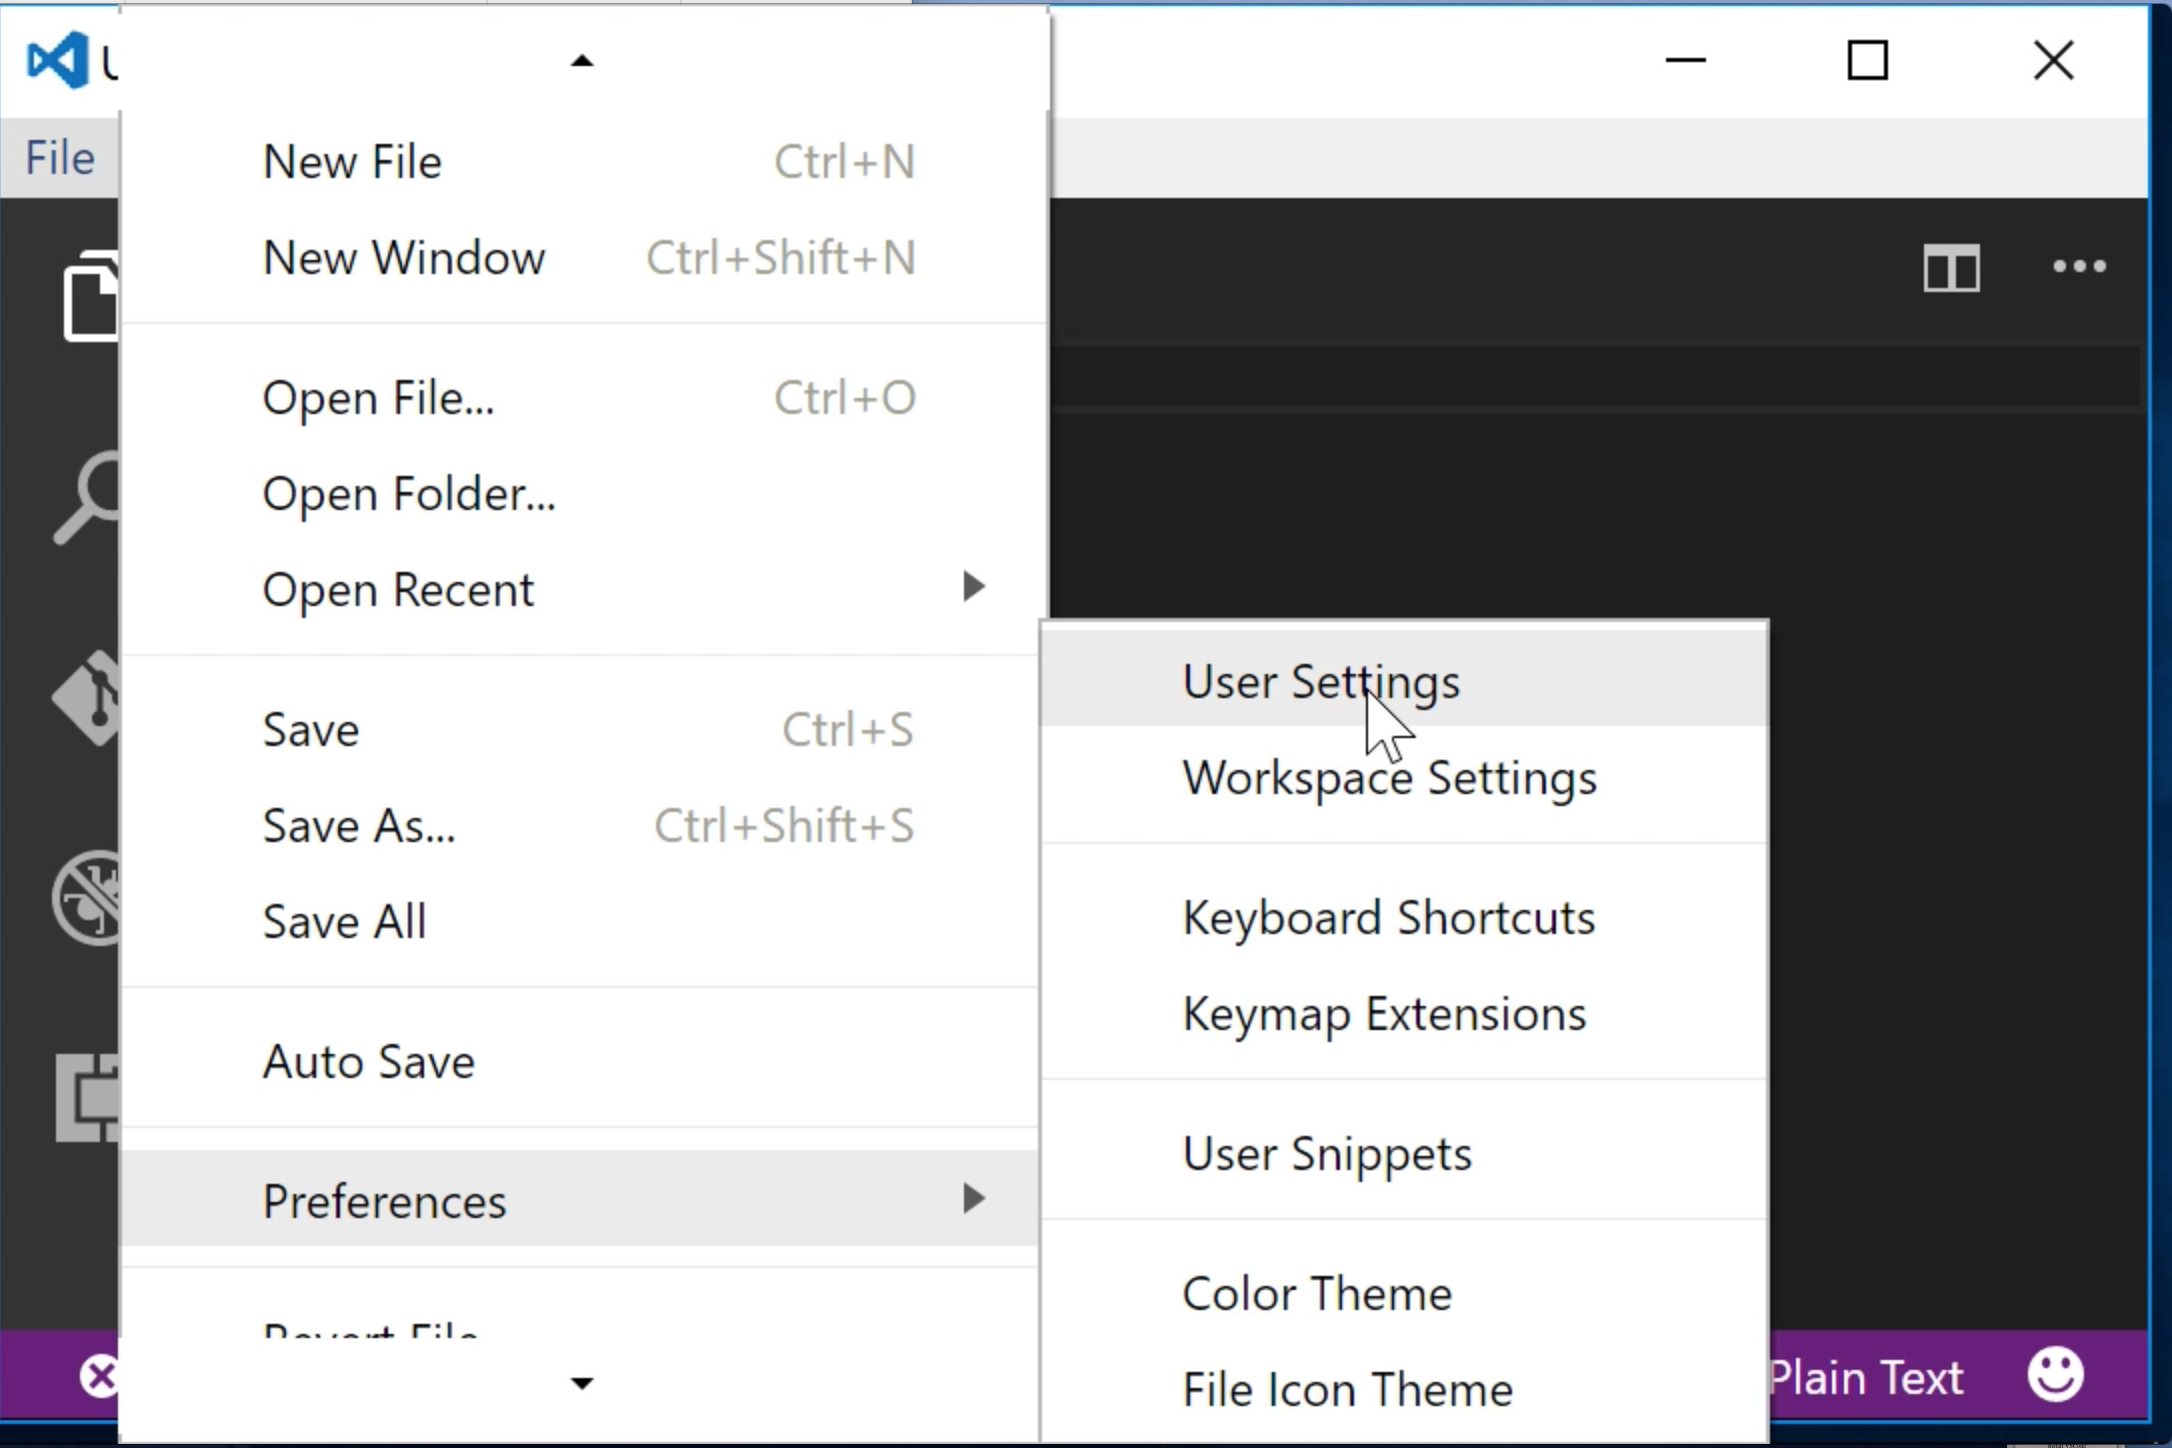 File
New File Ctrl+N
New Window Ctrl+Shift+N
Open File... Ctrl+O
Open Folder...
Open Recent
Save Ctrl+S
Save As... Ctrl+Shift+S
Save All
Auto Save
Preferences
Revert File
User Settings
Workspace Settings
Keyboard Shortcuts
Keymap Extensions
User Snippets
Color Theme
File Icon Theme
Plain Text